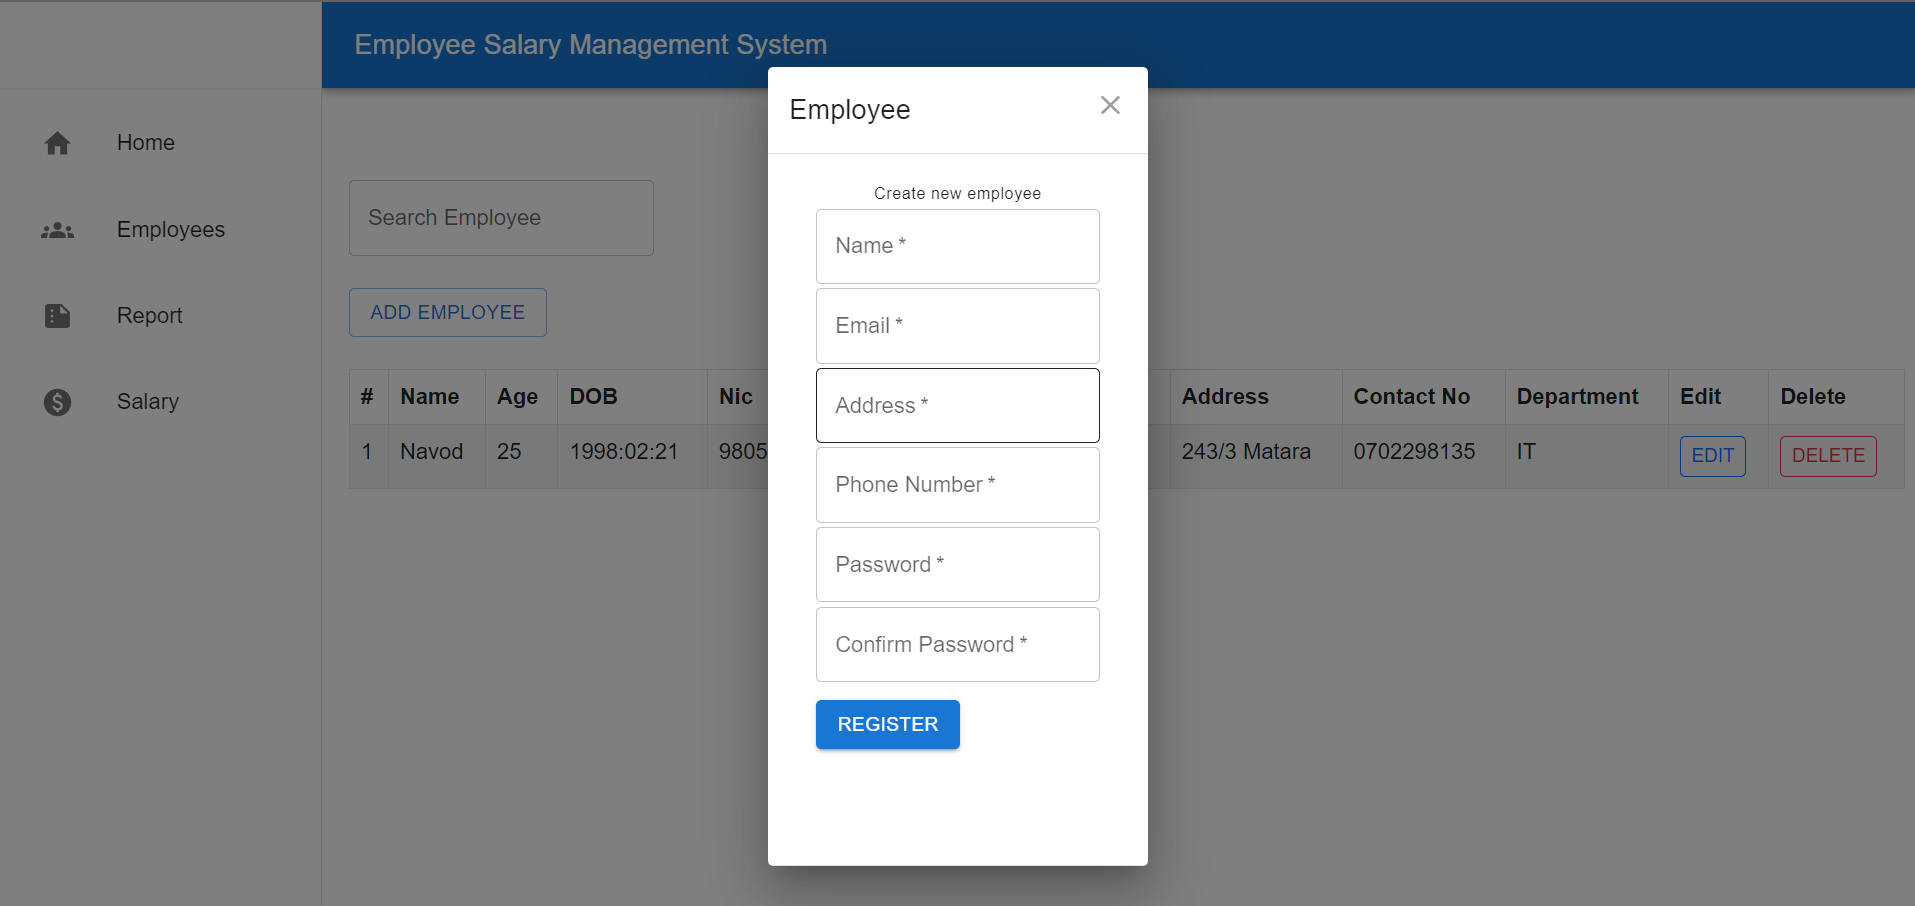 Employee Salary Management System
Home
Employees
Report
Salary
Search Employee
ADD EMPLOYEE
# Name Age DOB Nic Address Contact No Department Edit Delete
1 Navod 25 1998:02:21 9805 243/3 Matara 0702298135 IT EDIT DELETE
Employee
Create new employee
Name *
Email *
Address *
Phone Number *
Password *
Confirm Password *
REGISTER